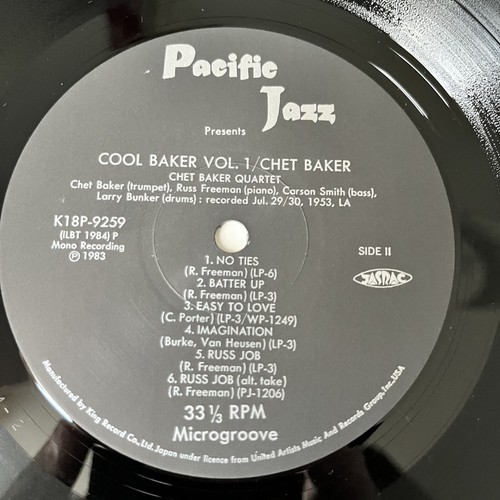 Pacific
Jazz
Presents
COOL BAKER VOL. 1/CHET BAKER
CHET BAKER QUARTET
Chet Baker (trumpet), Russ Freeman (piano), Carson Smith (bass),
Larry Bunker (drums) : recorded Jul. 29/30, 1953, LA
K18P-9259
(ILBT 1984) P
Mono Recording
Ⓟ 1983
SIDE II
JASRAC
1. NO TIES
(R. Freeman) (LP-6)
2. BATTER UP
(R. Freeman) (LP-3)
3. EASY TO LOVE
(C. Porter) (LP-3/WP-1249)
4. IMAGINATION
(Burke, Van Heusen) (LP-3)
5. RUSS JOB
(R. Freeman) (LP-3)
6. RUSS JOB (alt. take)
(R. Freeman) (PJ-1206)
33 1/3 RPM
Microgroove
Manufactured by King Record Co., Ltd. Japan under licence from United Artists Music And Records Group, Inc., USA